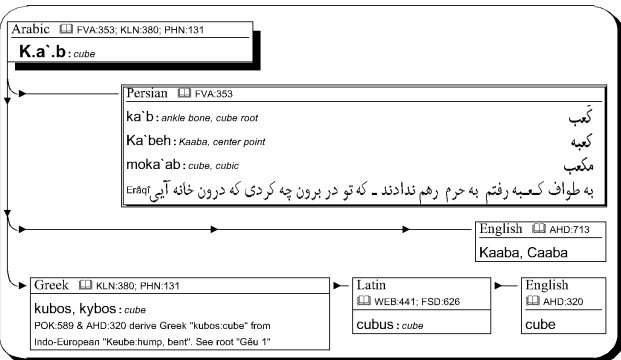 Arabic FVA:353; KLN:380; PHN:131
K.a`.b : cube
Persian FVA:353
ka`b : ankle bone, cube root کَعب
Ka`beh : Kaaba, center point کعبه
moka`ab : cube, cubic مکعب
Erâqî به طواف کـعـبه رفتم به حرم رهم ندادند ـ که تو در برون چه کردی که درون خانه آیی
English AHD:713
Kaaba, Caaba
Greek KLN:380; PHN:131
kubos, kybos : cube
POK:589 & AHD:320 derive Greek "kubos:cube" from
Indo-European "Keube:hump, bent". See root "Gĕu 1"
Latin
WEB:441; FSD:626
cubus : cube
English
AHD:320
cube